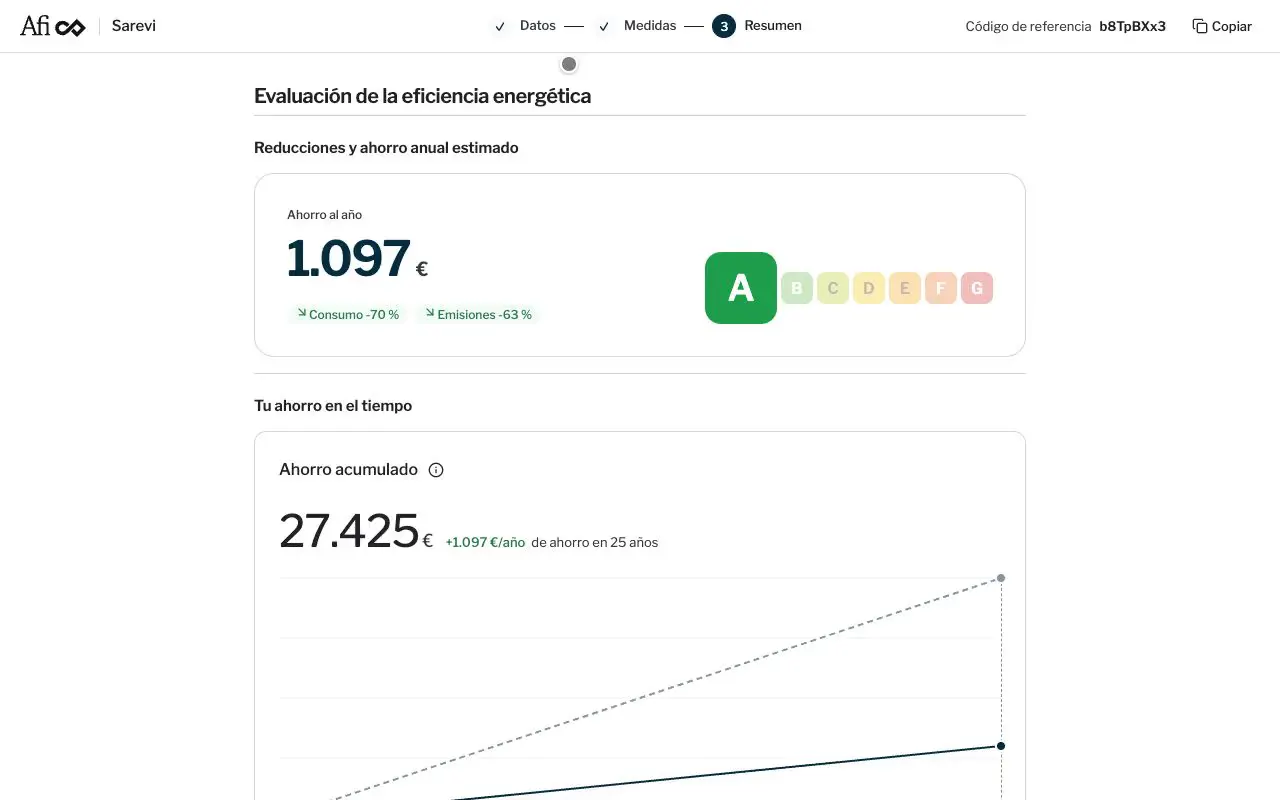 Afi Sarevi
✓ Datos — ✓ Medidas — 3 Resumen
Código de referencia b8TpBXx3 Copiar
Evaluación de la eficiencia energética
Reducciones y ahorro anual estimado
Ahorro al año
1.097 €
A B C D E F G
Consumo -70 % Emisiones -63 %
Tu ahorro en el tiempo
Ahorro acumulado
27.425 € +1.097 €/año de ahorro en 25 años